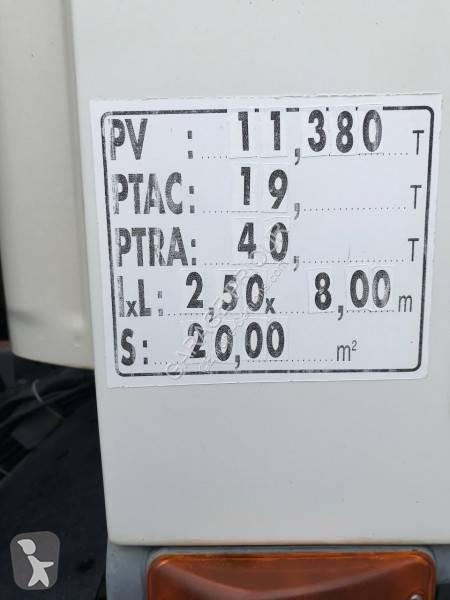 PV : 11,380 T
PTAC: 19, T
PTRA: 40, T
lxL: 2,50x 8,00 m
S: 20,00 m²